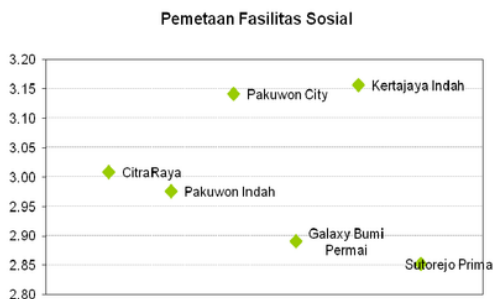 Pemetaan Fasilitas Sosial
3.20
3.15
3.10
3.05
3.00
2.95
2.90
2.85
2.80
Kertajaya Indah
Pakuwon City
CitraRaya
Pakuwon Indah
Galaxy Bumi
Permai
Sutorejo Prima